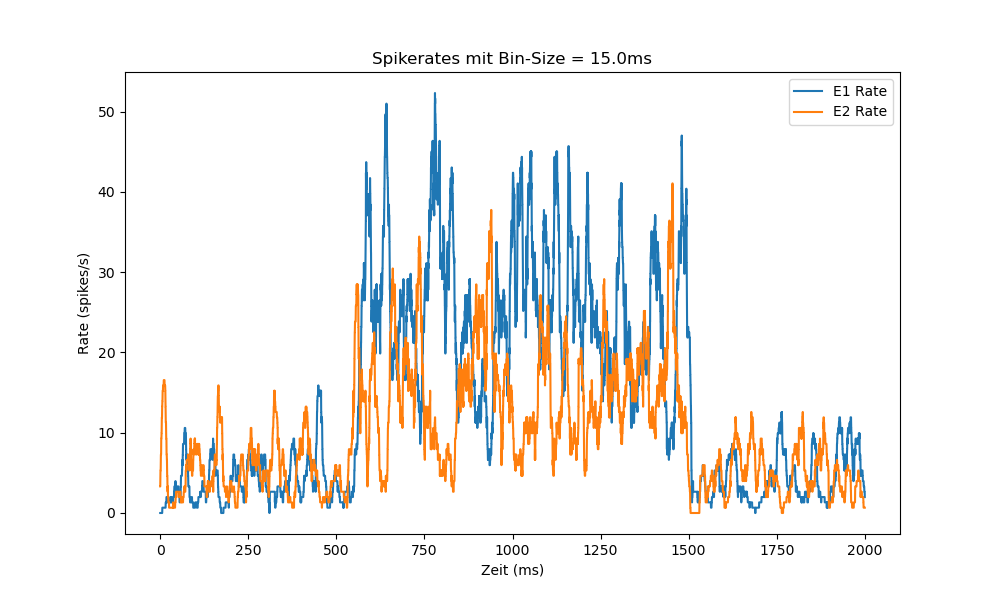 Spikerates mit Bin-Size = 15.0ms
E1 Rate
E2 Rate
Rate (spikes/s)
50
40
30
20
10
0
0 250 500 750 1000 1250 1500 1750 2000
Zeit (ms)